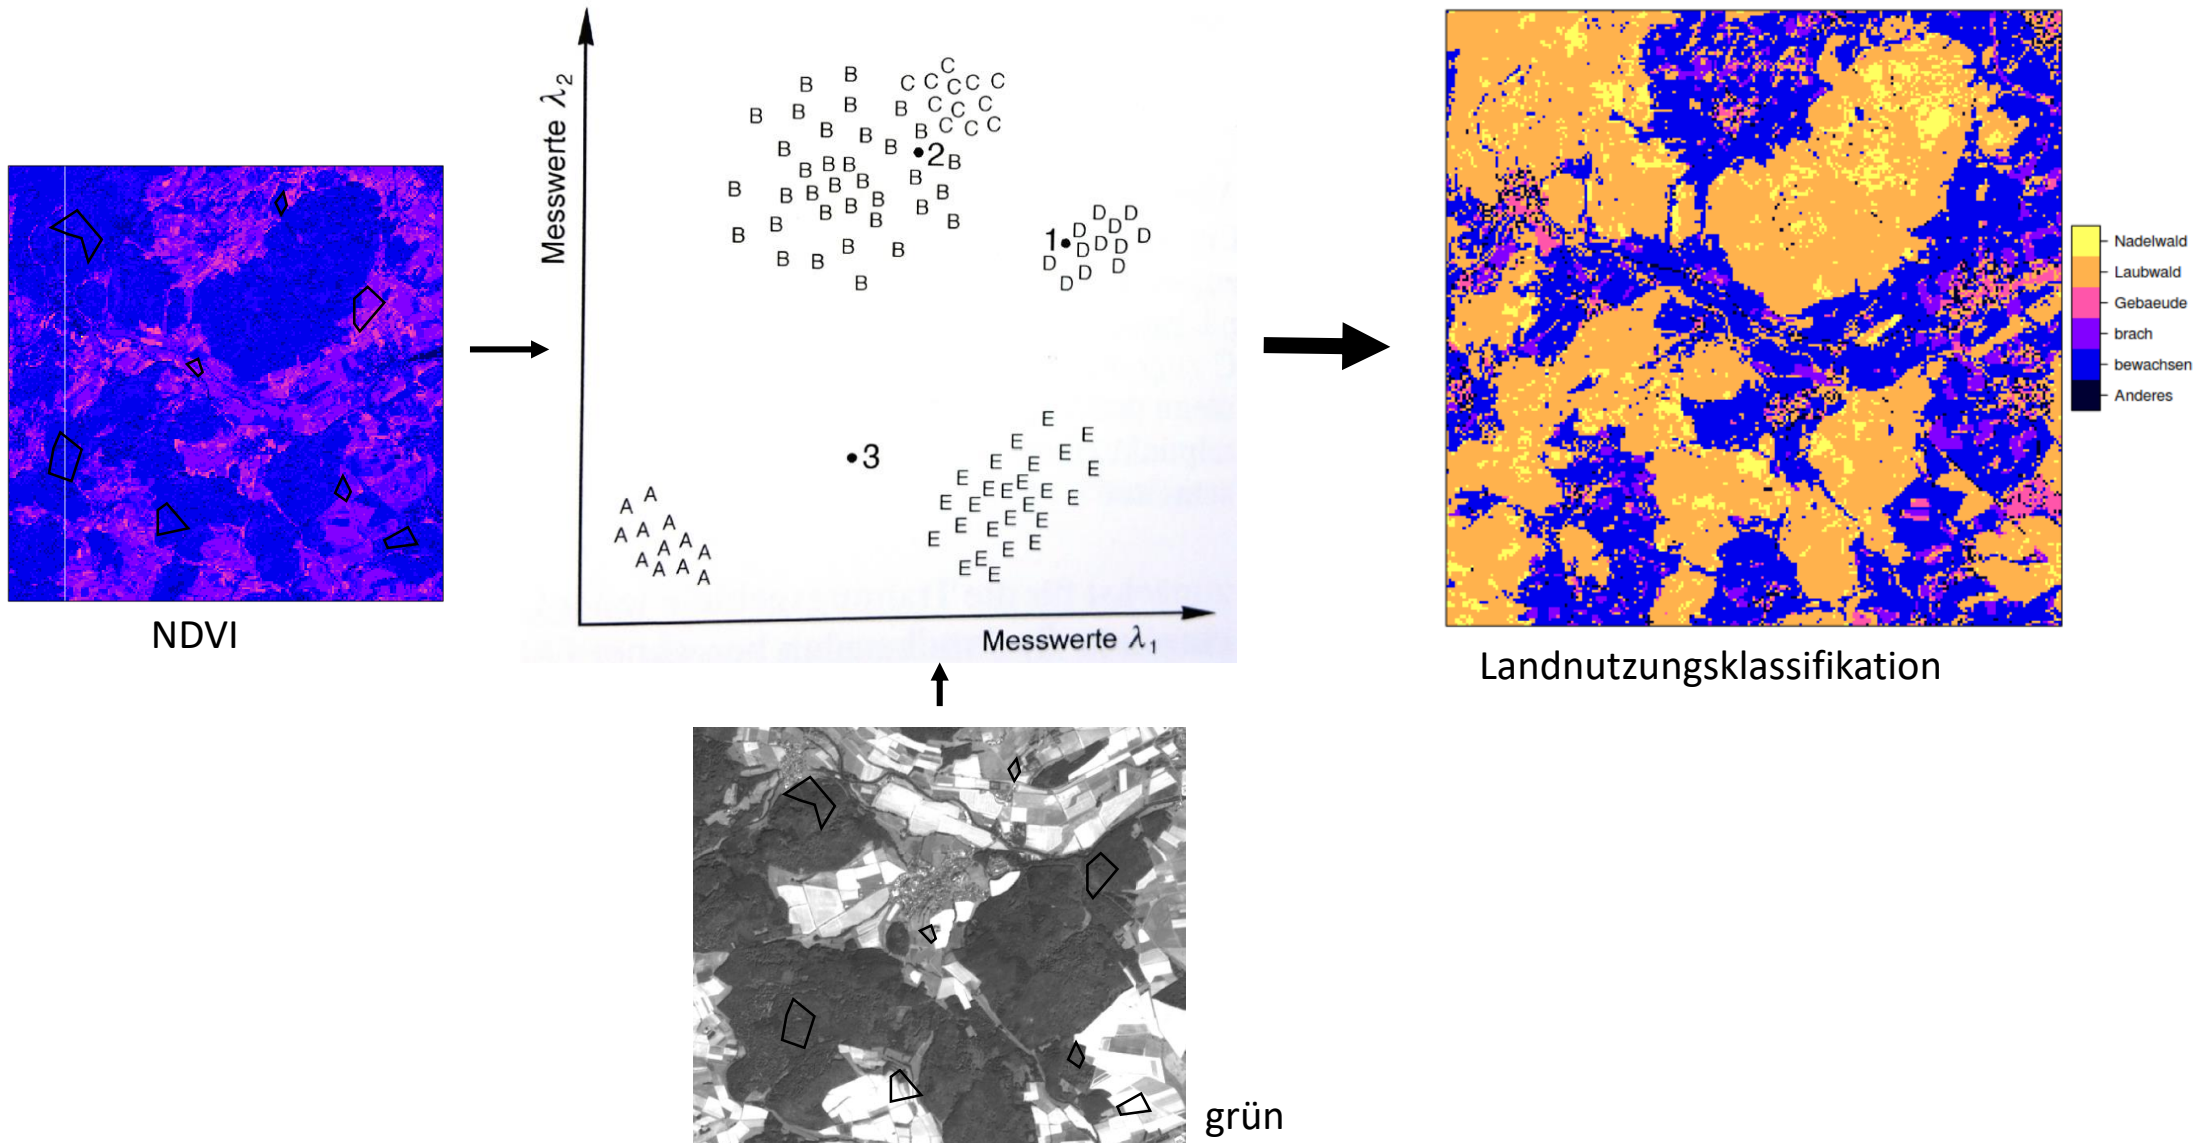 NDVI
Messwerte λ2
B B C C C C C C
B B B B C C C C
B B B B C C C
B B 2 B
B B B B B
B B B B B B B
B B B B B B
B B B B B B
B B B B
B
1 D D D D D D D D D D D D D
3
E E E E E E E E E E E E E E E E E E E E E E E E E E
A A A A A A A A A A A A A
Messwerte λ1
Nadelwald
Laubwald
Gebaeude
brach
bewachsen
Anderes
Landnutzungsklassifikation
grün